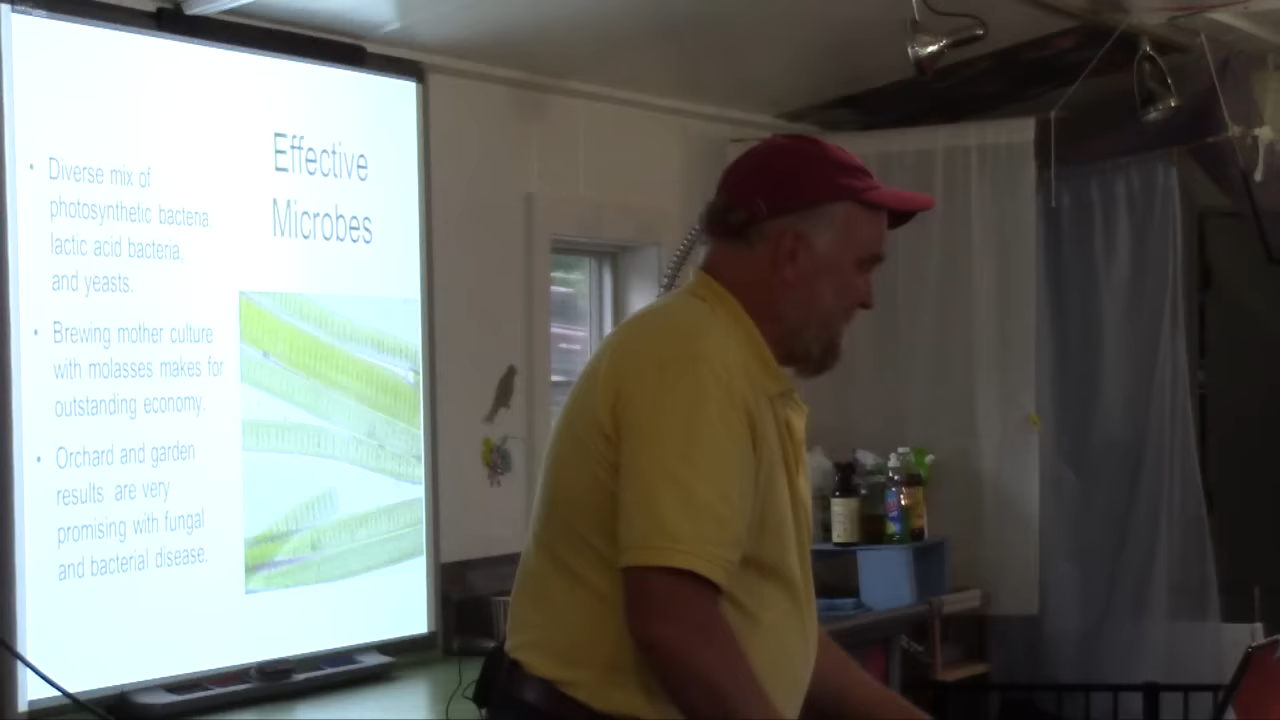 Effective
Microbes
• Diverse mix of
photosynthetic bacteria
lactic acid bacteria,
and yeasts.
• Brewing mother culture
with molasses makes for
outstanding economy.
• Orchard and garden
results are very
promising with fungal
and bacterial disease.